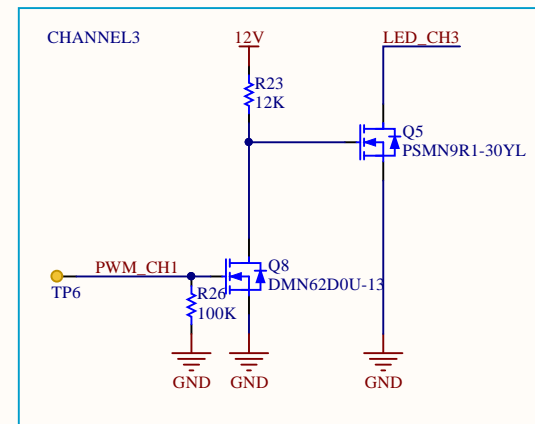 CHANNEL3
12V
LED_CH3
R23
12K
Q5
PSMN9R1-30YL
PWM_CH1
Q8
DMN62D0U-13
TP6
R26
100K
GND
GND
GND